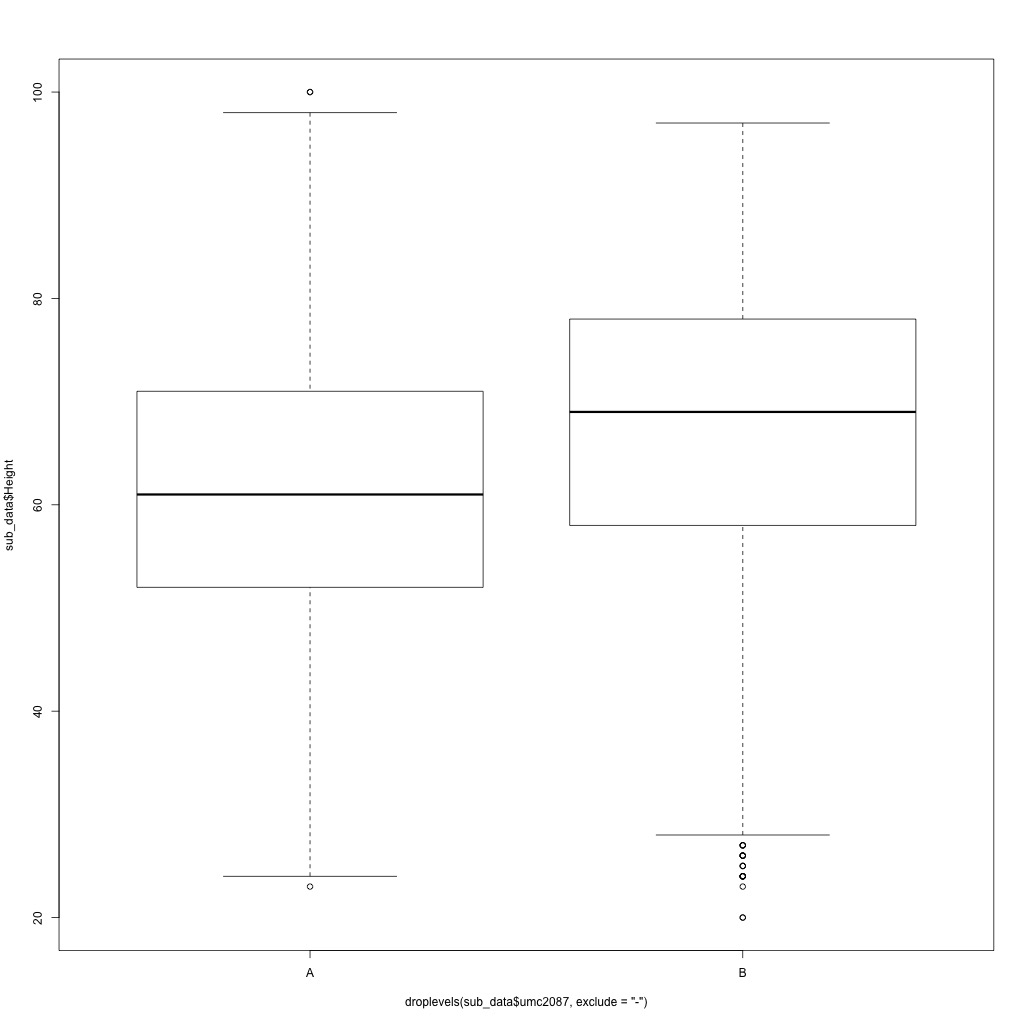 100
80
60
40
20
sub_data$Height
A B
droplevels(sub_data$umc2087, exclude = "-")